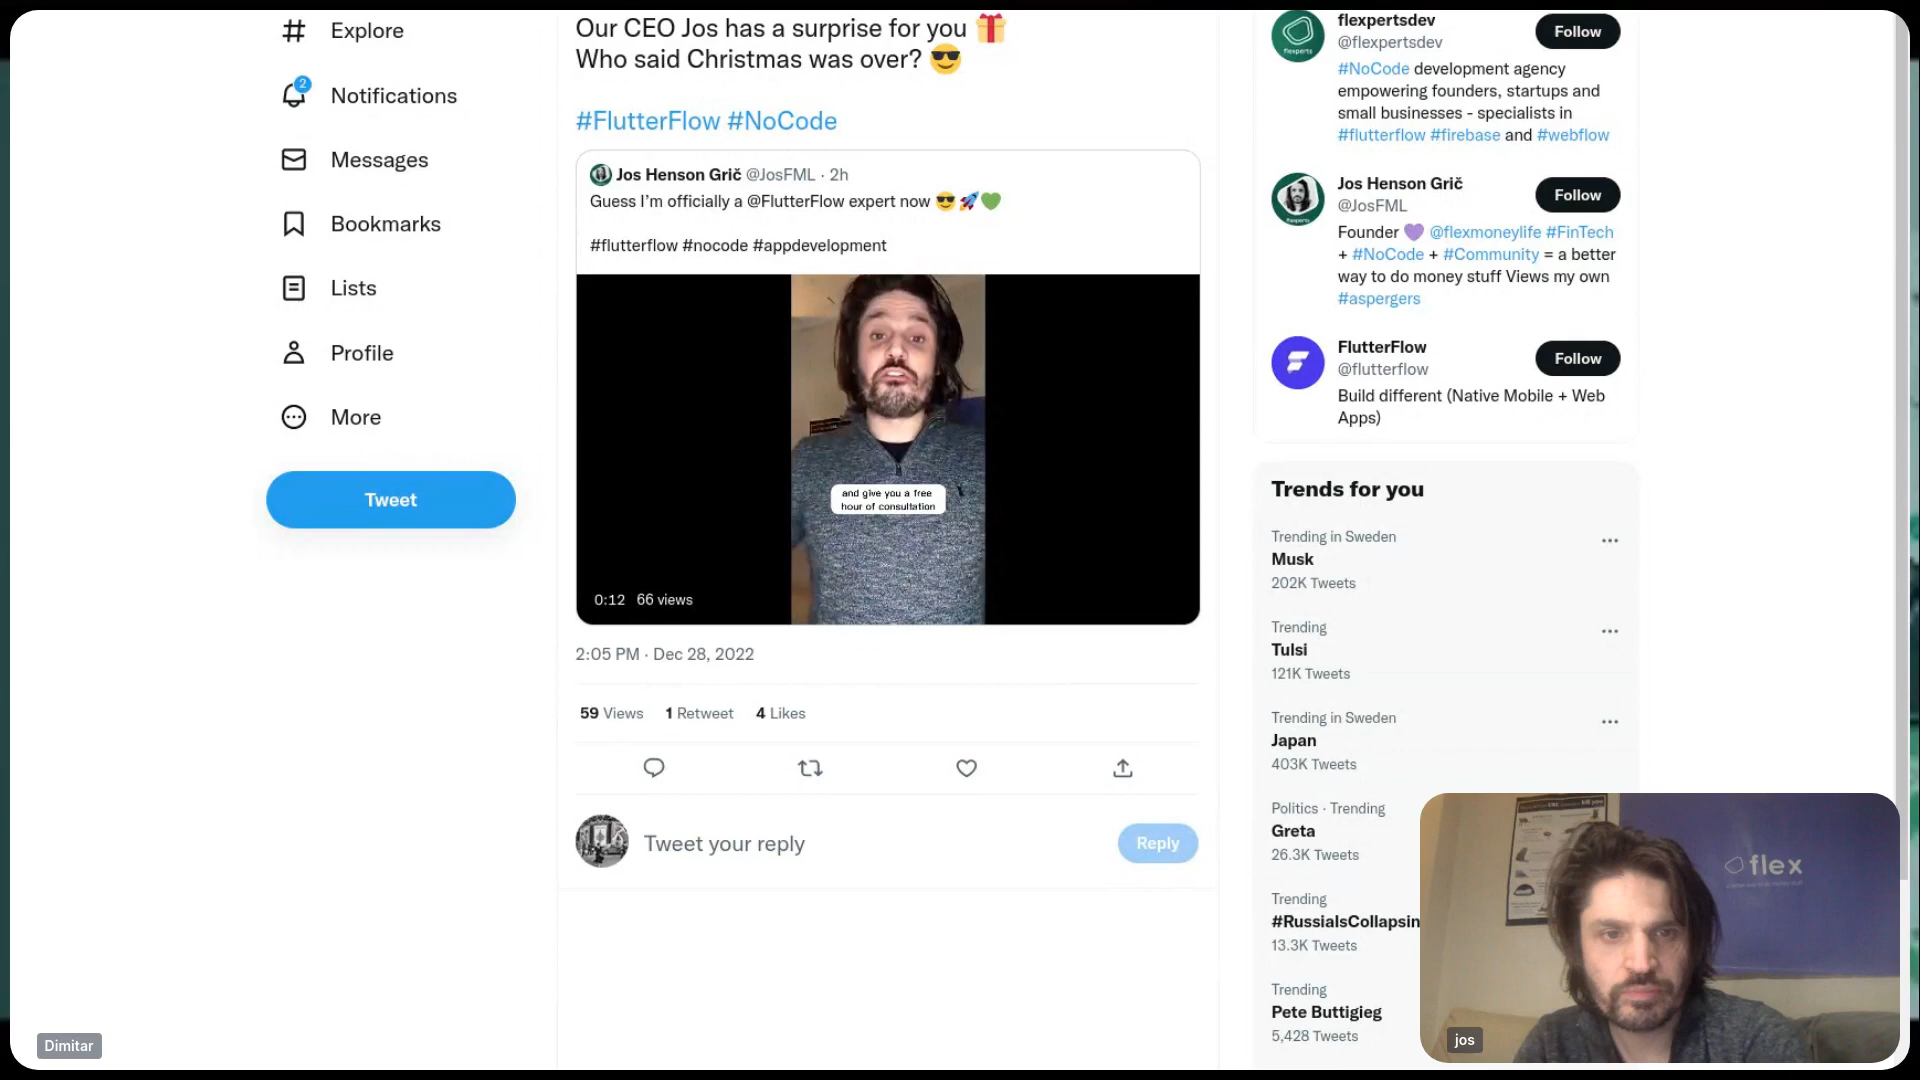 Explore
2
Notifications
Messages
Bookmarks
Lists
Profile
More
Tweet
Our CEO Jos has a surprise for you 🎁
Who said Christmas was over? 😎
#FlutterFlow #NoCode
Jos Henson Grič @JosFML · 2h
Guess I'm officially a @FlutterFlow expert now 😎🚀💚
#flutterflow #nocode #appdevelopment
and give you a free
hour of consultation
0:12 66 views
2:05 PM · Dec 28, 2022
59 Views 1 Retweet 4 Likes
Tweet your reply
Reply
flexpertsdev
@flexpertsdev
Follow
#NoCode development agency
empowering founders, startups and
small businesses - specialists in
#flutterflow #firebase and #webflow
Jos Henson Grič
@JosFML
Follow
Founder 💜 @flexmoneylife #FinTech
+ #NoCode + #Community = a better
way to do money stuff Views my own
#aspergers
FlutterFlow
@flutterflow
Follow
Build different (Native Mobile + Web
Apps)
Trends for you
Trending in Sweden
Musk
202K Tweets
Trending
Tulsi
121K Tweets
Trending in Sweden
Japan
403K Tweets
Politics · Trending
Greta
26.3K Tweets
Trending
#RussiaIsCollapsin
13.3K Tweets
Trending
Pete Buttigieg
5,428 Tweets
flex
jos
Dimitar